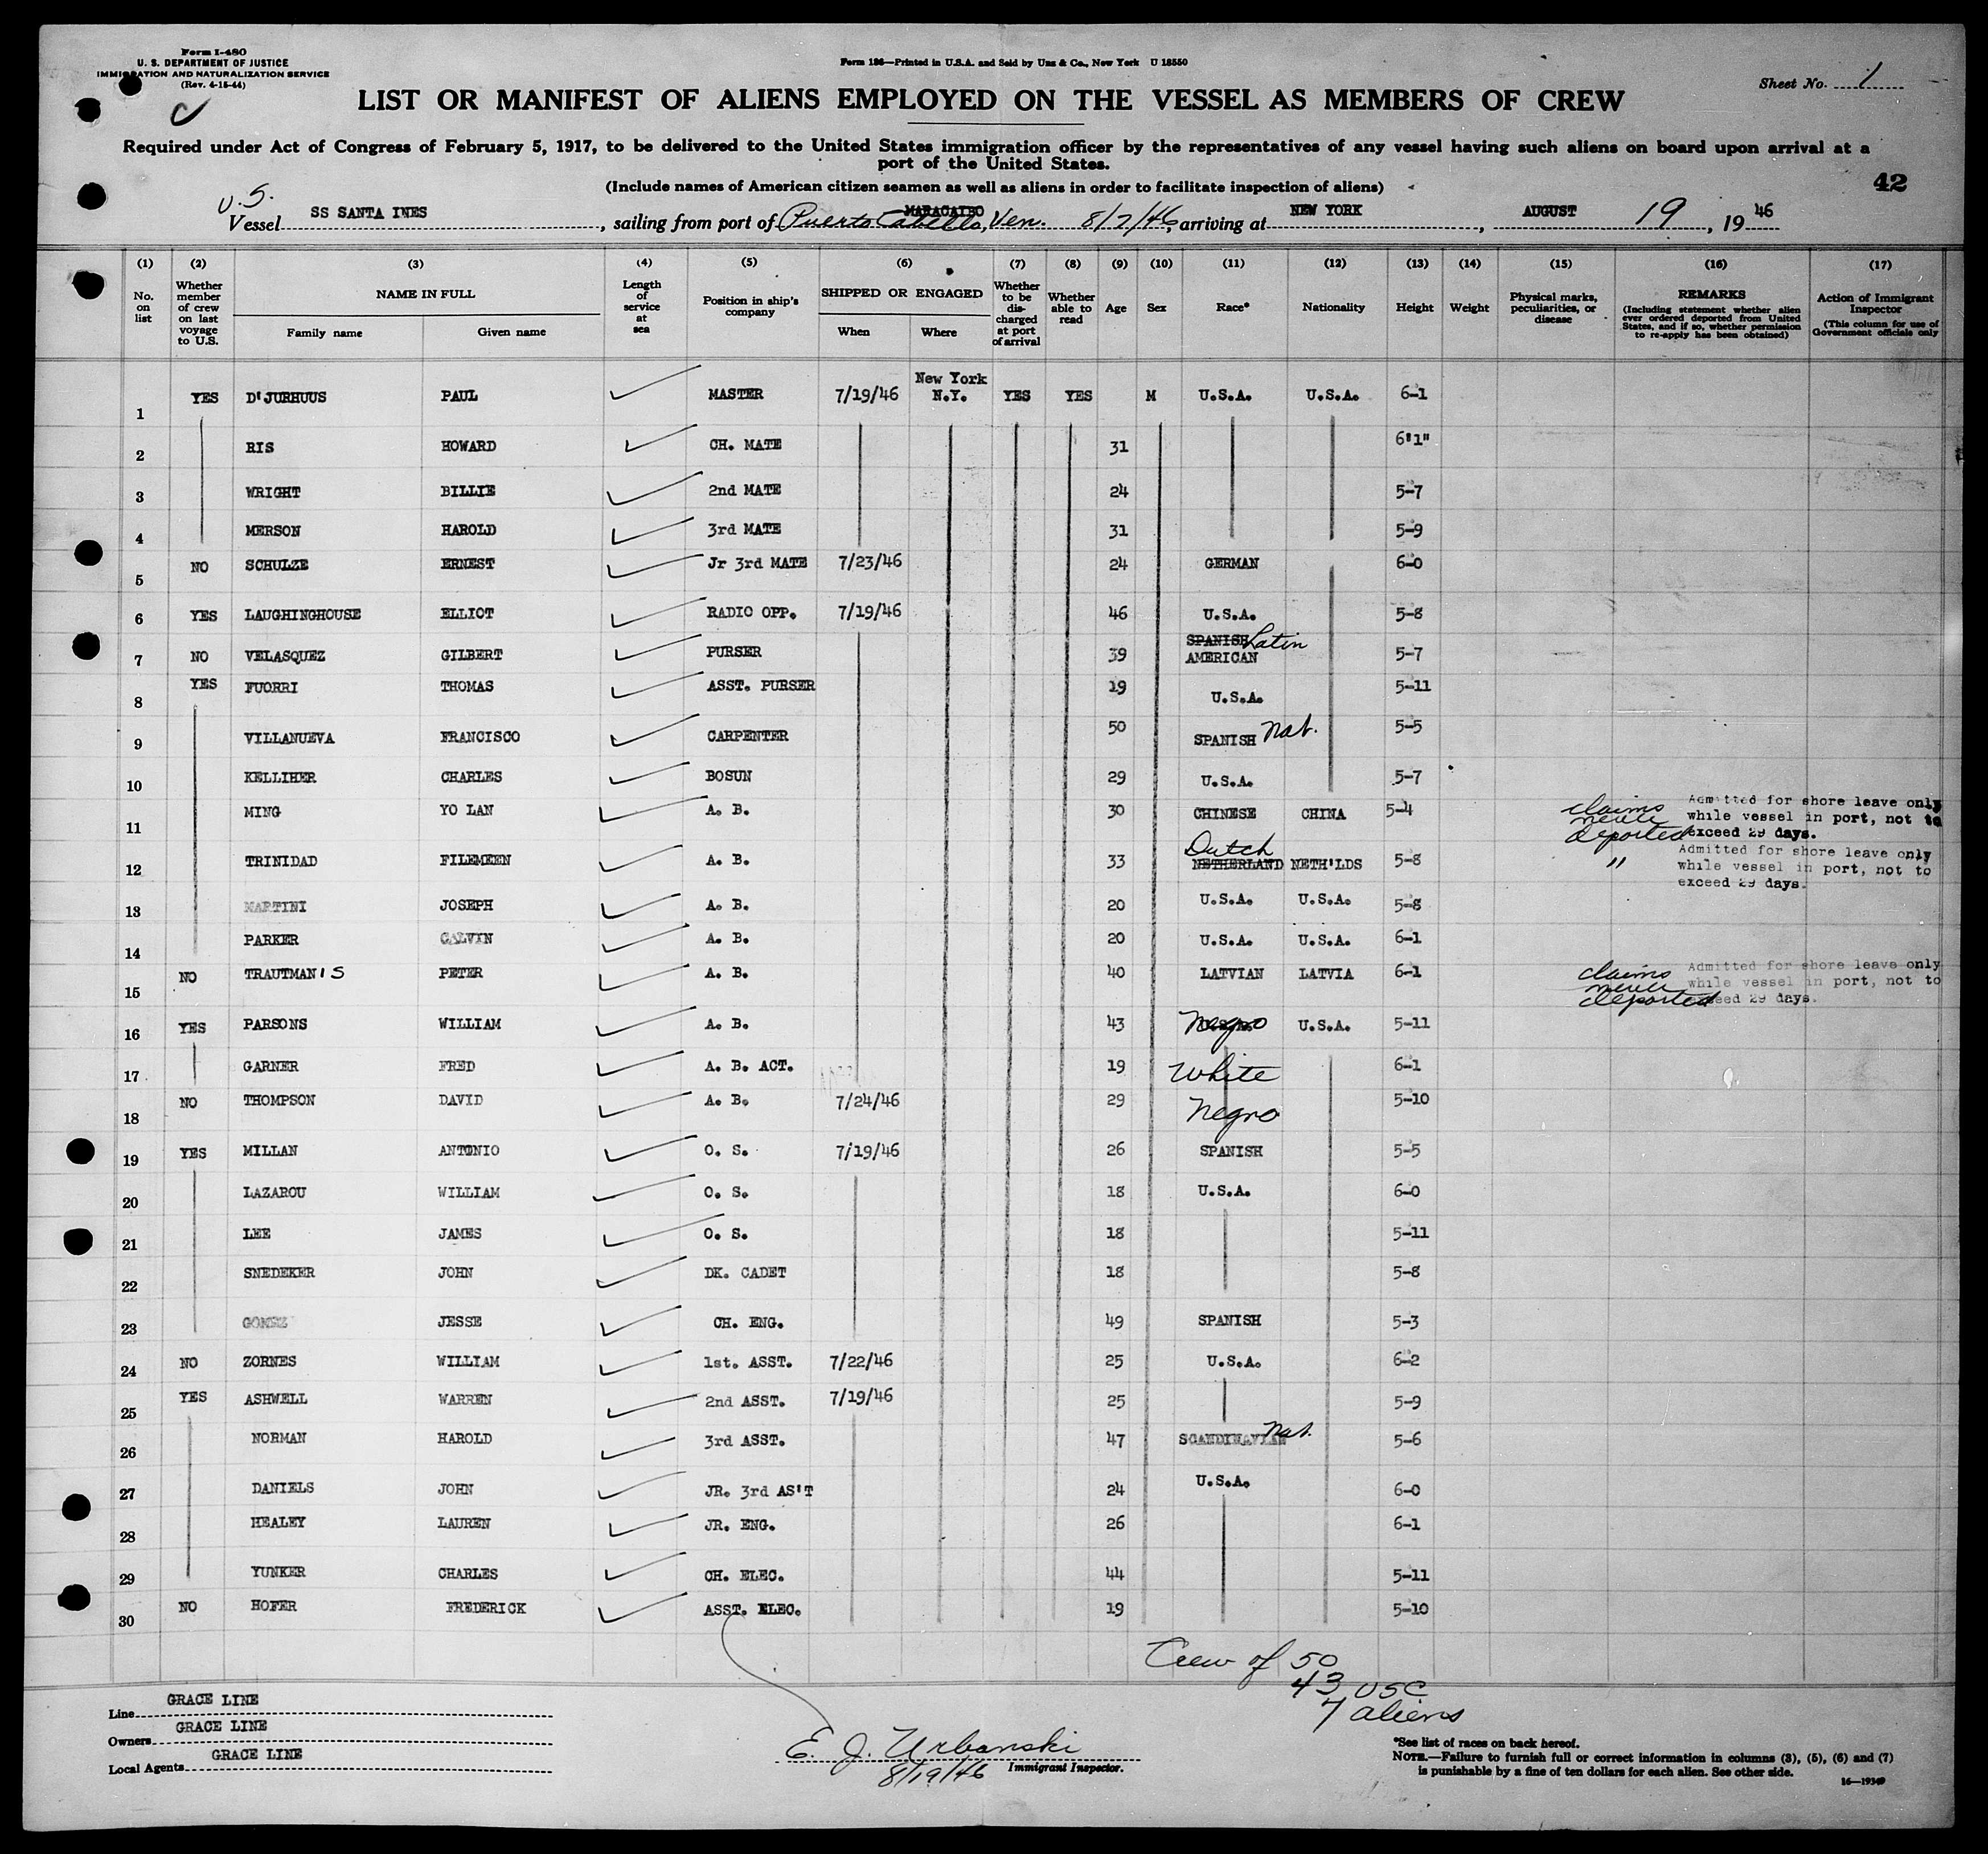 Form I-480
U. S. DEPARTMENT OF JUSTICE
IMMIGRATION AND NATURALIZATION SERVICE
(Rev. 4-15-44)
Form 186—Printed in U.S.A. and Sold by Unz & Co., New York U 18550
Sheet No. 1
LIST OR MANIFEST OF ALIENS EMPLOYED ON THE VESSEL AS MEMBERS OF CREW
Required under Act of Congress of February 5, 1917, to be delivered to the United States immigration officer by the representatives of any vessel having such aliens on board upon arrival at a
port of the United States.
(Include names of American citizen seamen as well as aliens in order to facilitate inspection of aliens)
42
U.S.
Vessel SS SANTA INES, sailing from port of MARACAIBO Puerto Cabello, Ven. 8/7/46, arriving at NEW YORK, AUGUST 19, 1946
(1) (2) (3) (4) (5) (6) (7) (8) (9) (10) (11) (12) (13) (14) (15) (16) (17)
No. on list
Whether member of crew on last voyage to U.S.
NAME IN FULL
Family name
Given name
Length of service at sea
Position in ship's company
SHIPPED OR ENGAGED
When
Where
Whether to be discharged at port of arrival
Whether able to read
Age
Sex
Race*
Nationality
Height
Weight
Physical marks, peculiarities, or disease
REMARKS
(Including statement whether alien ever ordered deported from United States, and if so, whether permission to re-apply has been obtained)
Action of Immigrant Inspector
(This column for use of Government officials only
1 YES D'JURHUUS PAUL MASTER 7/19/46 New York N.Y. YES YES M U.S.A. U.S.A. 6-1
2 RIS HOWARD CH. MATE 31 6'1"
3 WRIGHT BILLIE 2nd MATE 24 5-7
4 MERSON HAROLD 3rd MATE 31 5-9
5 NO SCHULZE ERNEST Jr 3rd MATE 7/23/46 24 GERMAN 6-0
6 YES LAUGHINGHOUSE ELLIOT RADIO OPP. 7/19/46 46 U.S.A. 5-8
7 NO VELASQUEZ GILBERT PURSER 39 SPANISH Latin AMERICAN 5-7
8 YES FUORRI THOMAS ASST. PURSER 19 U.S.A. 5-11
9 VILLANUEVA FRANCISCO CARPENTER 50 SPANISH Nat. 5-5
10 KELLIHER CHARLES BOSUN 29 U.S.A. 5-7
11 MING YO LAN A. B. 30 CHINESE CHINA 5-4 claims never deported Admitted for shore leave only while vessel in port, not to exceed 29 days.
12 TRINIDAD FILEMEEN A. B. 33 Dutch NETHERLAND NETH'LDS 5-8 " Admitted for shore leave only while vessel in port, not to exceed 29 days.
13 MARTINI JOSEPH A. B. 20 U.S.A. U.S.A. 5-8
14 PARKER CALVIN A. B. 20 U.S.A. U.S.A. 6-1
15 NO TRAUTMAN'S PETER A. B. 40 LATVIAN LATVIA 6-1 claims never deported Admitted for shore leave only while vessel in port, not to exceed 29 days.
16 YES PARSONS WILLIAM A. B. 43 Negro U.S.A. 5-11
17 GARNER FRED A. B. ACT. 19 White 6-1
18 NO THOMPSON DAVID A. B. 7/24/46 29 Negro 5-10
19 YES MILLAN ANTONIO O. S. 7/19/46 26 SPANISH 5-5
20 LAZAROU WILLIAM O. S. 18 U.S.A. 6-0
21 LEE JAMES O. S. 18 5-11
22 SNEDEKER JOHN DK. CADET 18 5-8
23 GOMEZ JESSE CH. ENG. 49 SPANISH 5-3
24 NO ZORNES WILLIAM 1st. ASST. 7/22/46 25 U.S.A. 6-2
25 YES ASHWELL WARREN 2nd ASST. 7/19/46 25 5-9
26 NORMAN HAROLD 3rd ASST. 47 SCANDINAVIAN Nat. 5-6
27 DANIELS JOHN JR. 3rd AS'T 24 U.S.A. 6-0
28 HEALEY LAUREN JR. ENG. 26 6-1
29 YUNKER CHARLES CH. ELEC. 44 5-11
30 NO HOFER FREDERICK ASST. ELEC. 19 5-10
Crew of 50
43 USC
7 aliens
Line GRACE LINE
Owners GRACE LINE
Local Agents GRACE LINE
E. J. Urbanski
8/19/46 Immigrant Inspector.
*See list of races on back hereof.
NOTE.—Failure to furnish full or correct information in columns (3), (5), (6) and (7)
is punishable by a fine of ten dollars for each alien. See other side.